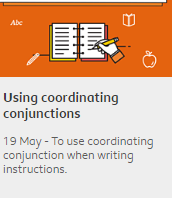 Abc
Using coordinating
conjunctions
19 May - To use coordinating
conjunction when writing
instructions.